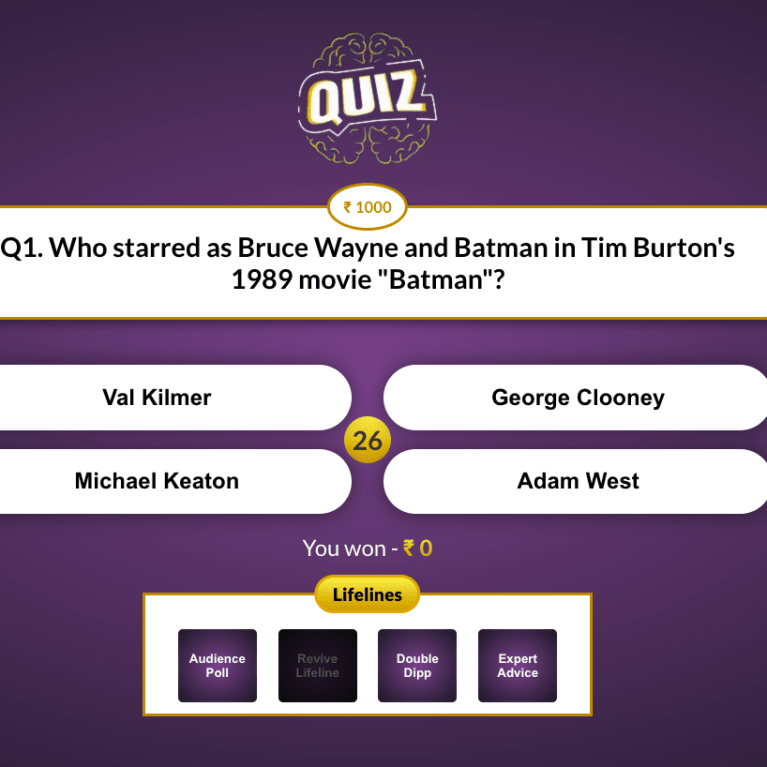 QUIZ
₹ 1000
Q1. Who starred as Bruce Wayne and Batman in Tim Burton's
1989 movie "Batman"?
Val Kilmer
George Clooney
26
Michael Keaton
Adam West
You won - ₹ 0
Lifelines
Audience
Poll
Revive
Lifeline
Double
Dipp
Expert
Advice